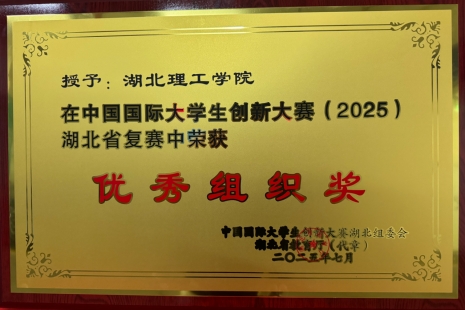 授予：湖北理工学院
在中国国际大学生创新大赛（2025）
湖北省复赛中荣获
优秀组织奖
中国国际大学生创新大赛湖北组委会
湖北省教育厅（代章）
二〇二五年七月